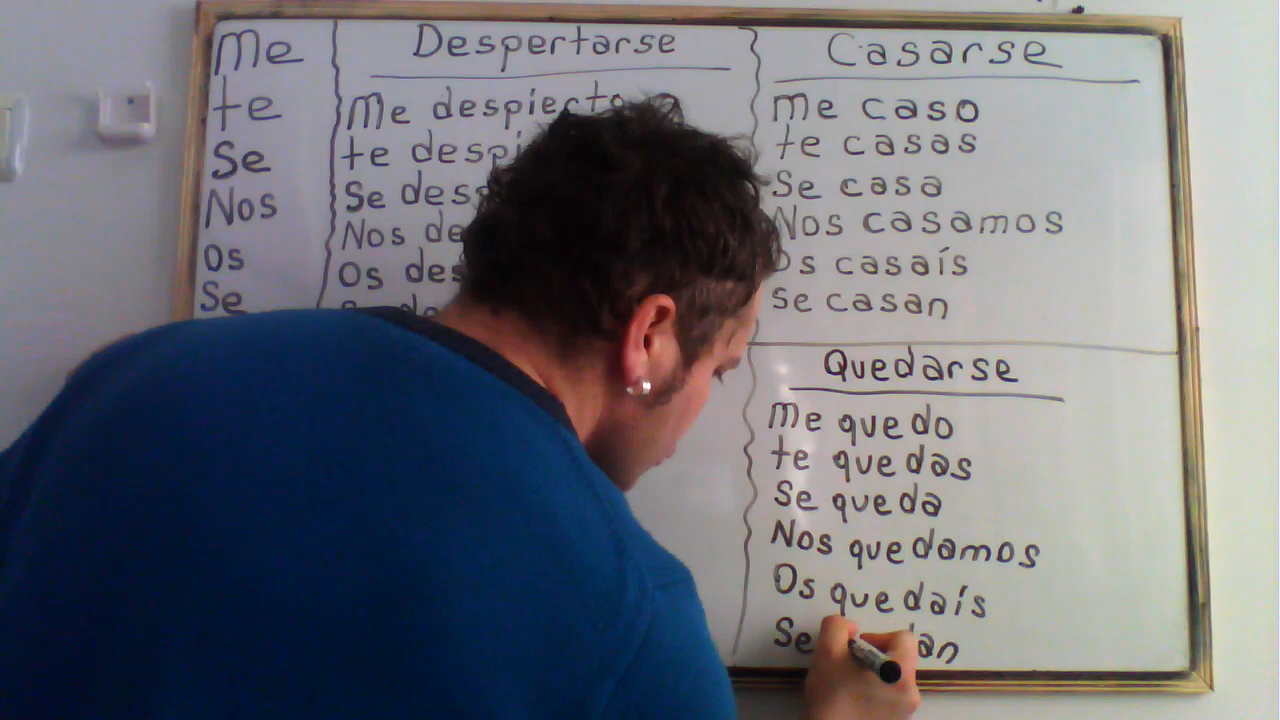 Me
te
Se
Nos
Os
Se
Despertarse
Me despierto
te
Se
Nos
Os
Casarse
me caso
te casas
Se casa
Nos casamos
Os casaís
se casan
Quedarse
me quedo
te quedas
Se queda
Nos quedamos
Os quedaís
Se